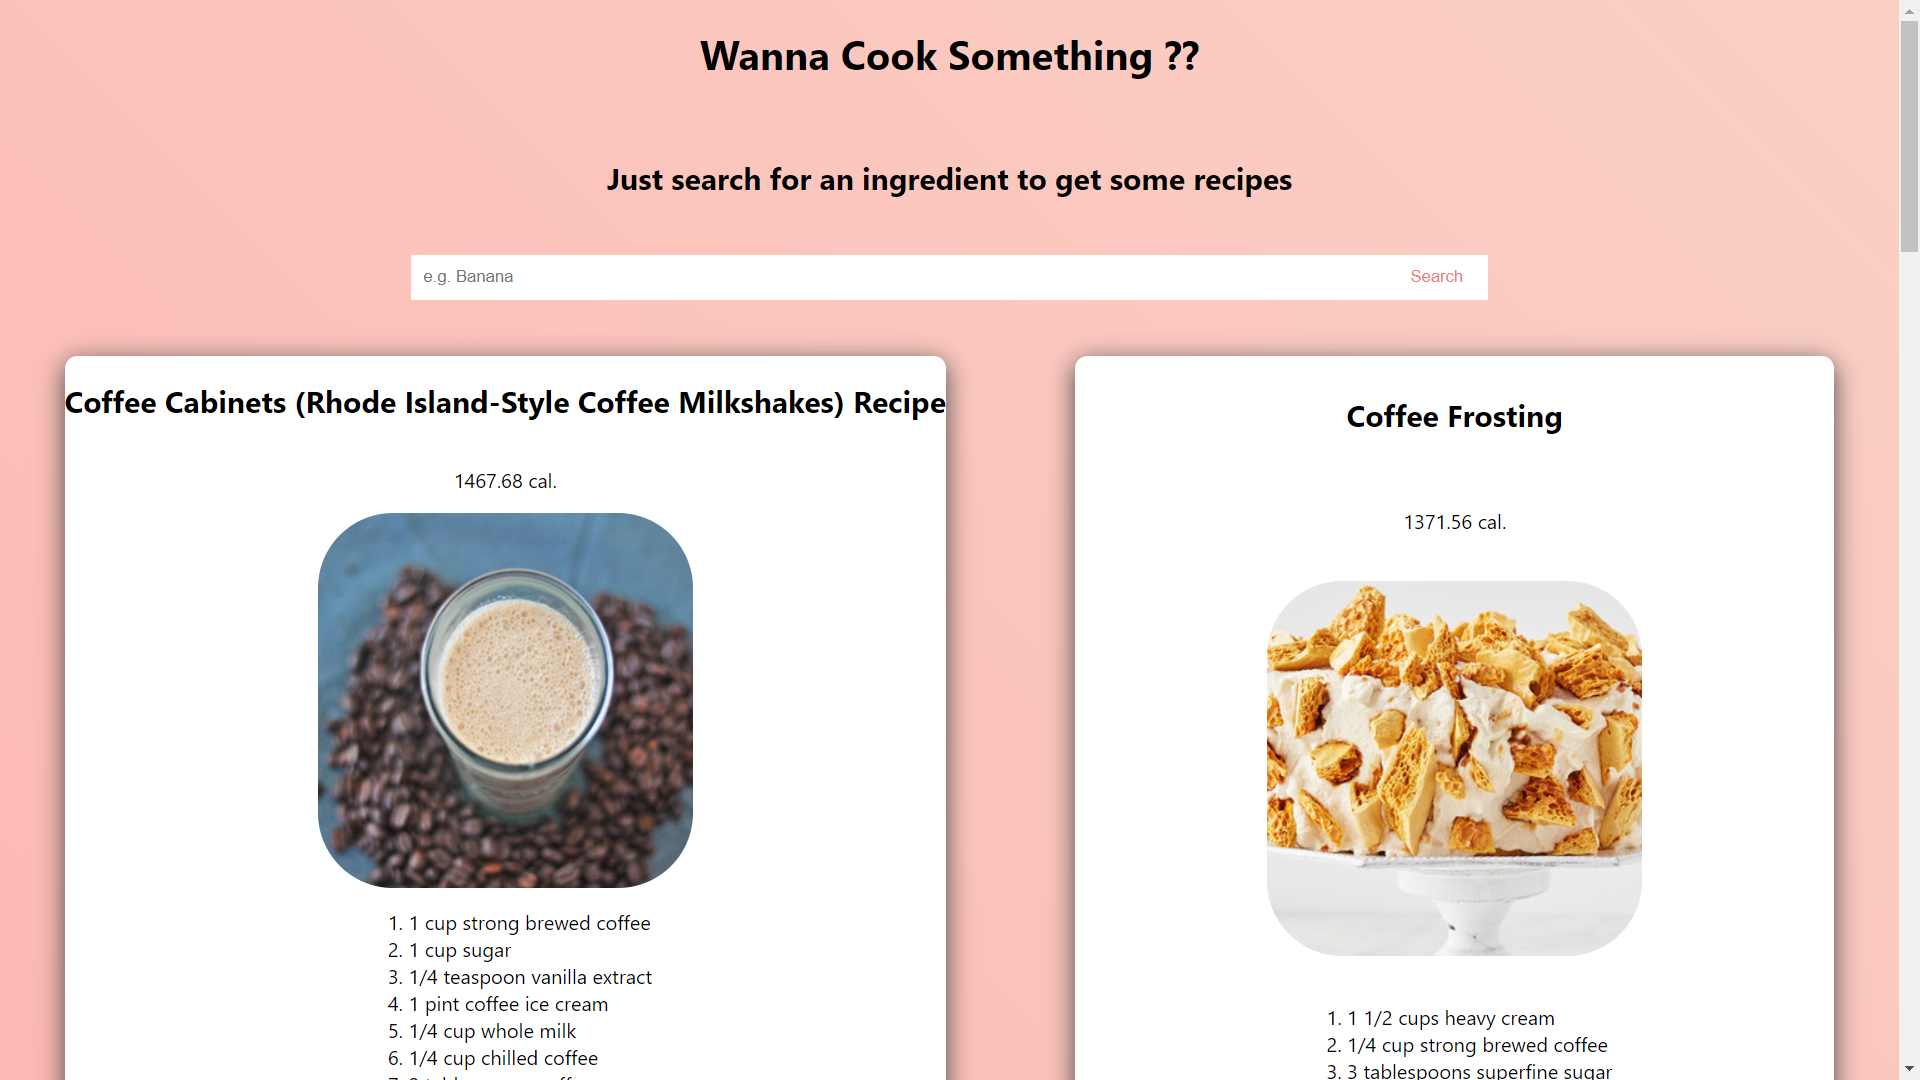 Wanna Cook Something ??
Just search for an ingredient to get some recipes
e.g. Banana
Search
Coffee Cabinets (Rhode Island-Style Coffee Milkshakes) Recipe
1467.68 cal.
1. 1 cup strong brewed coffee
2. 1 cup sugar
3. 1/4 teaspoon vanilla extract
4. 1 pint coffee ice cream
5. 1/4 cup whole milk
6. 1/4 cup chilled coffee
Coffee Frosting
1371.56 cal.
1. 1 1/2 cups heavy cream
2. 1/4 cup strong brewed coffee
3. 3 tablespoons superfine sugar